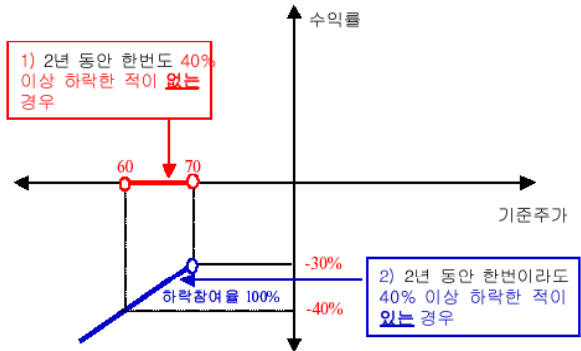 수익률
1) 2년 동안 한번도 40%
이상 하락한 적이 없는
경우
60
70
기준주가
-30%
하락참여율 100%
-40%
2) 2년 동안 한번이라도
40% 이상 하락한 적이
있는 경우